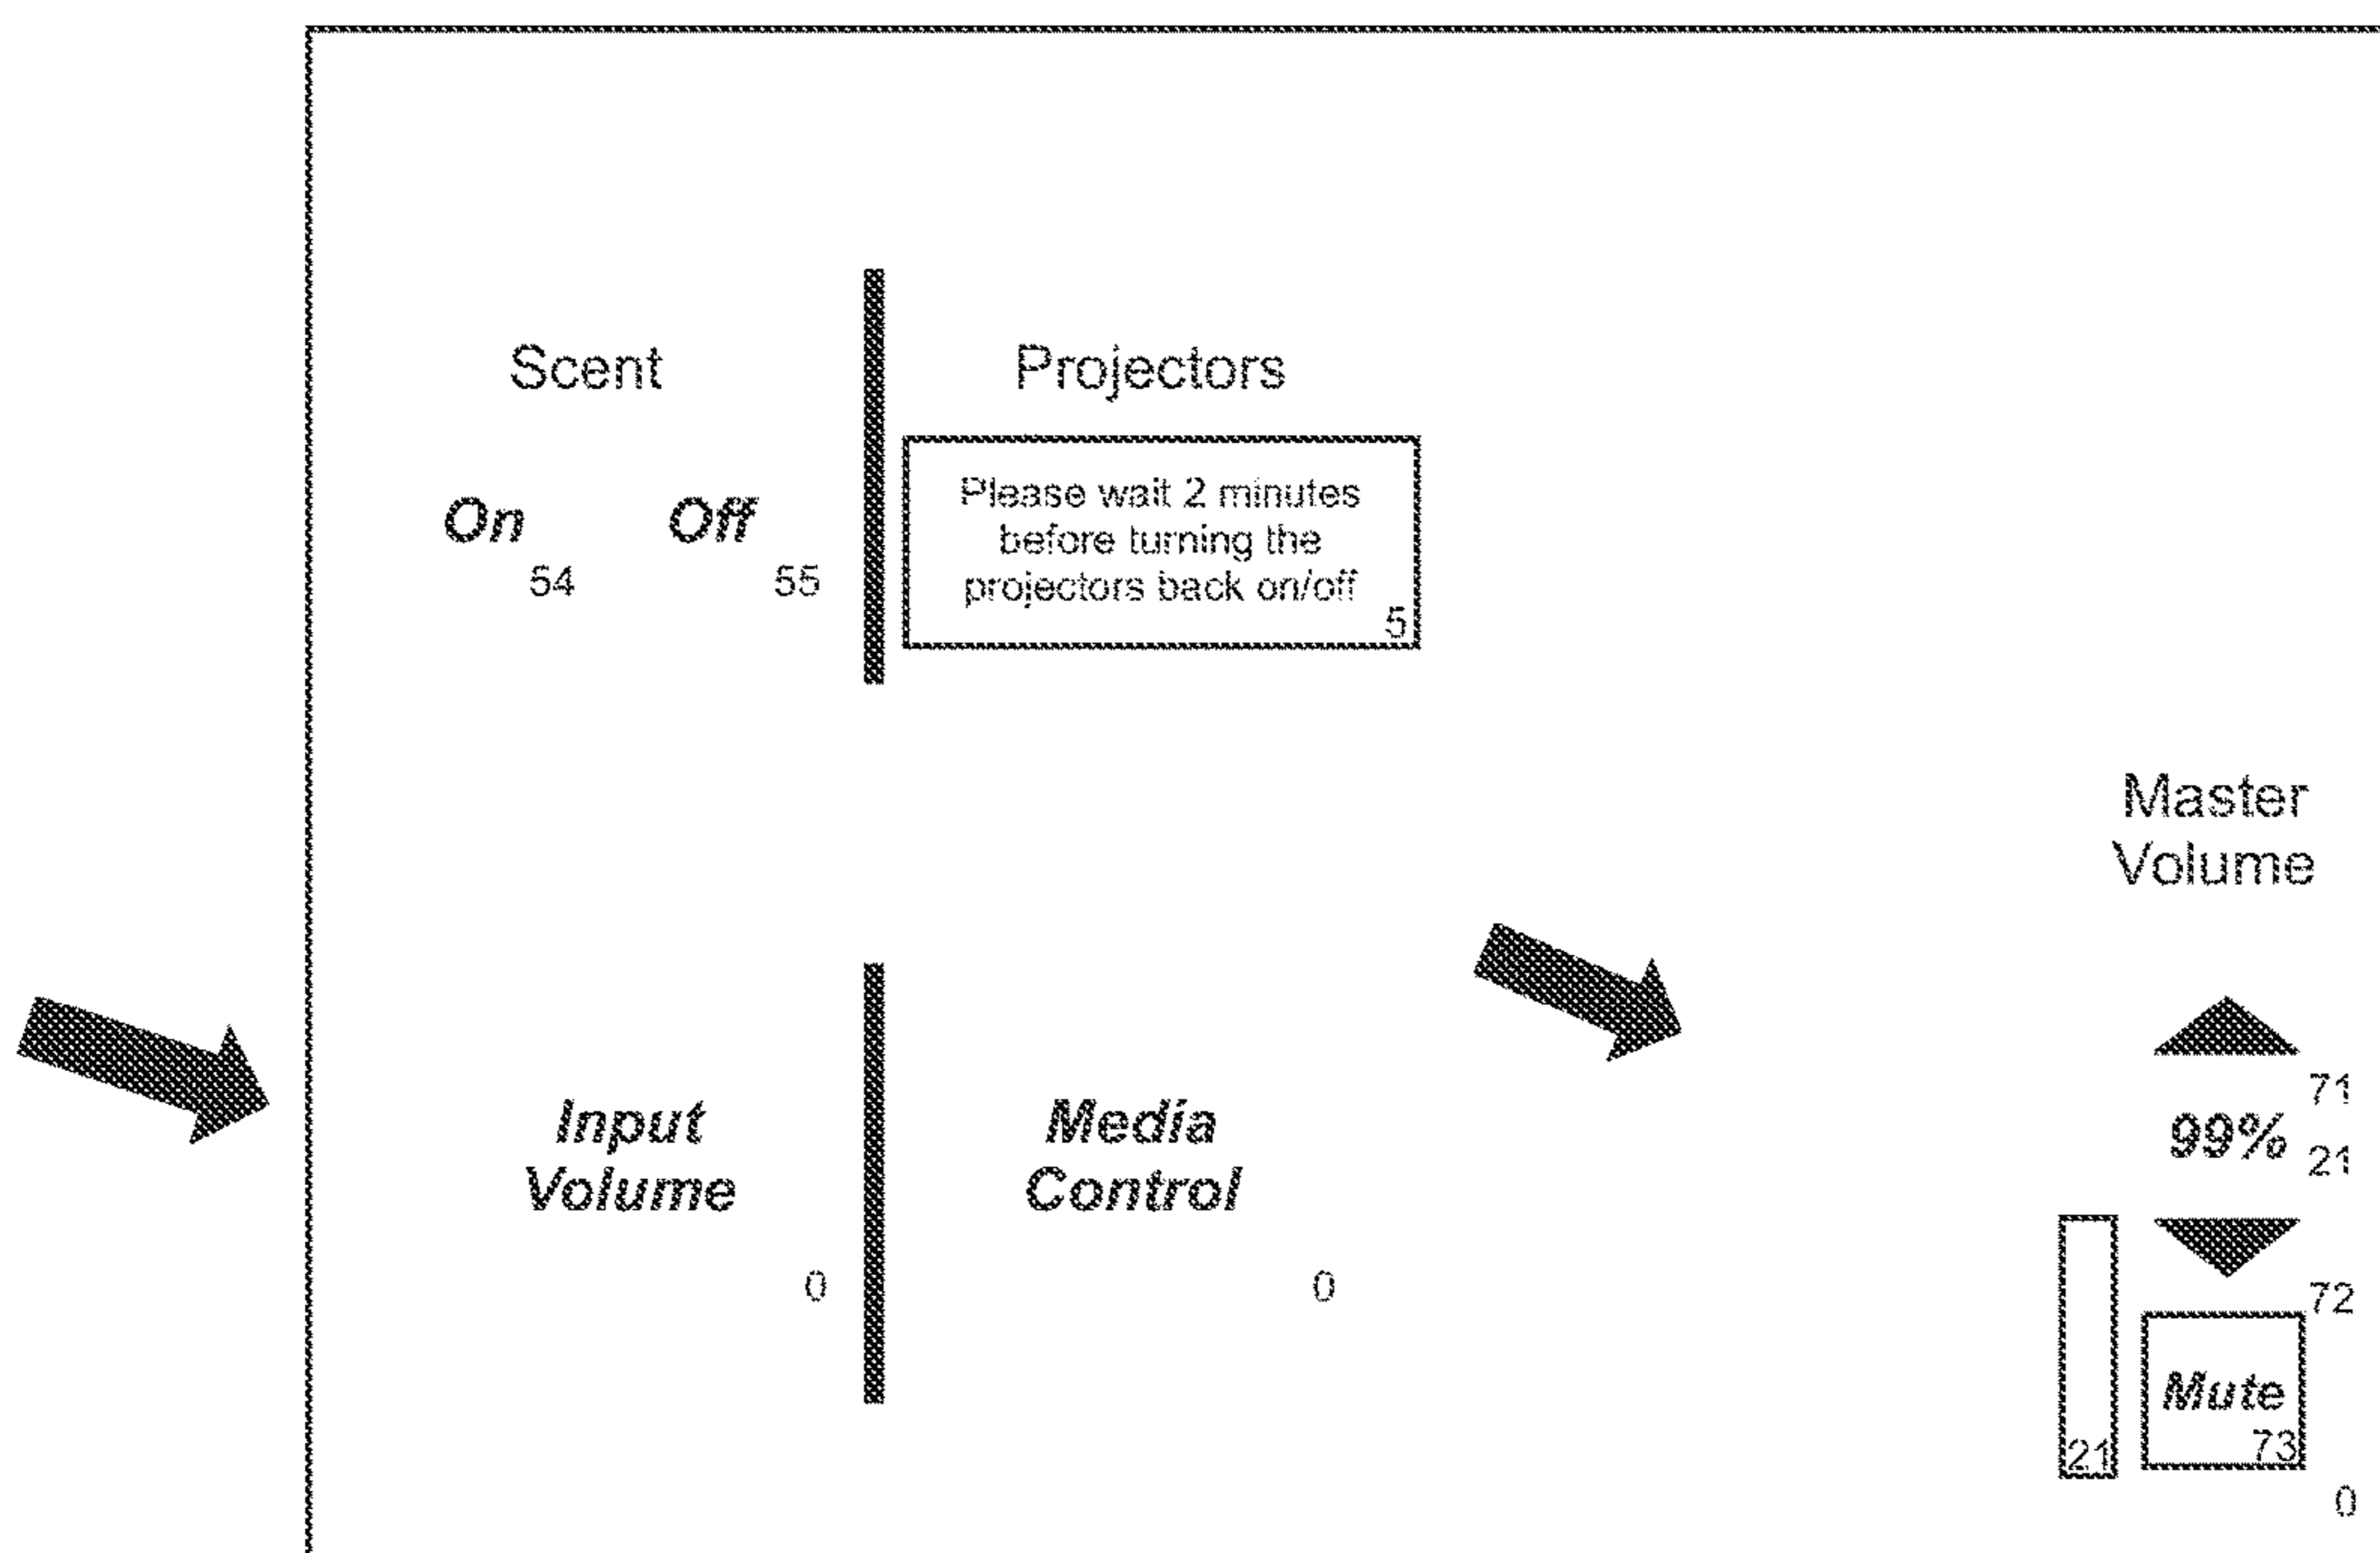 Scent
On
54
Off
55
Projectors
Please wait 2 minutes
before turning the
projectors back on/off
5
Input
Volume
0
Media
Control
0
Master
Volume
71
99%
21
72
21
Mute
73
0